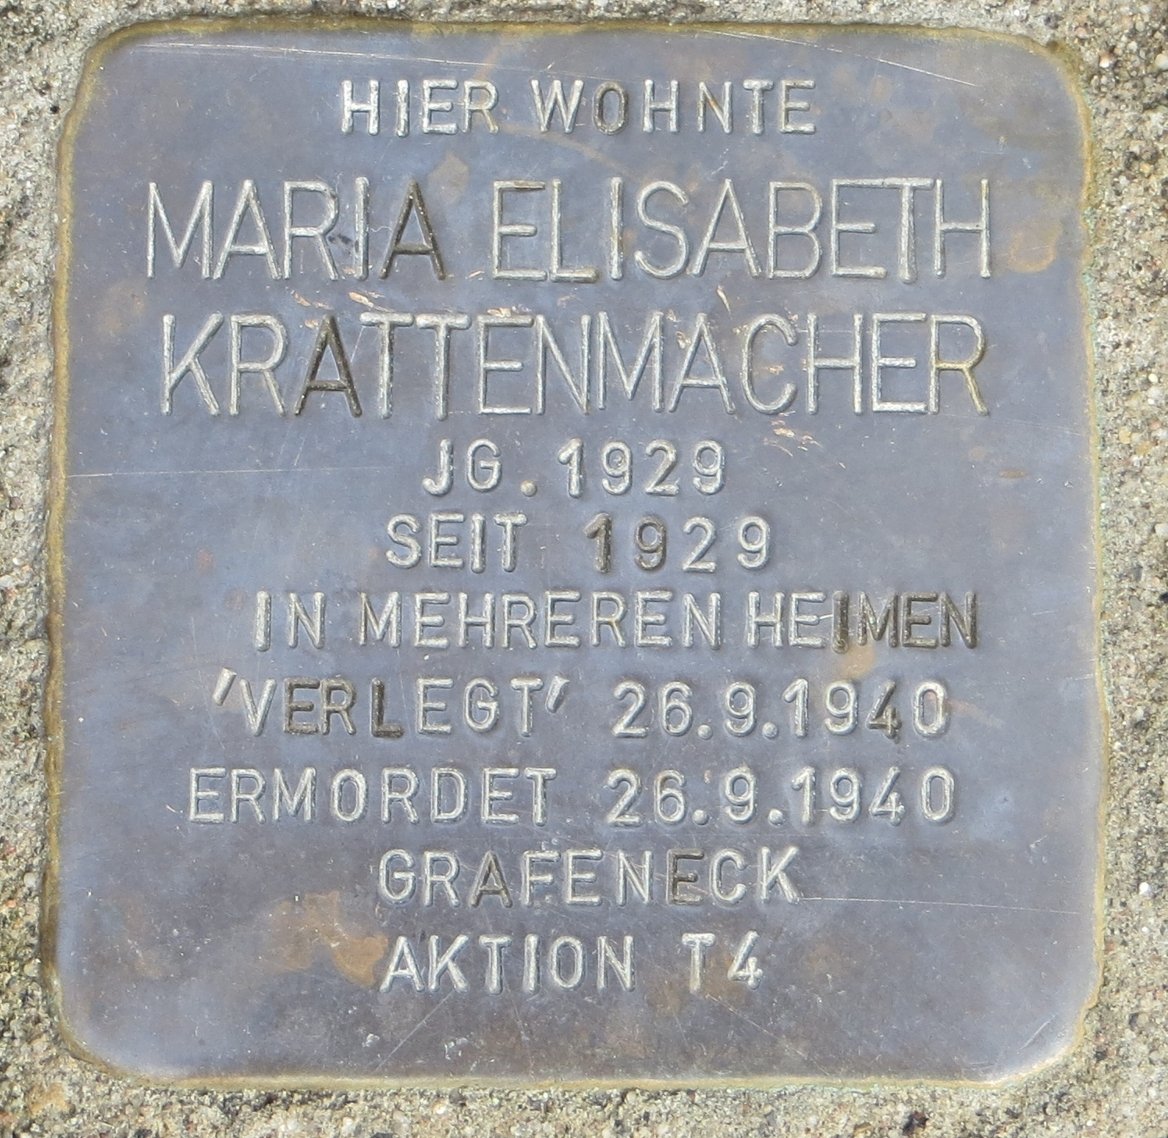 HIER WOHNTE
MARIA ELISABETH
KRATTENMACHER
JG. 1929
SEIT 1929
IN MEHREREN HEIMEN
'VERLEGT' 26.9.1940
ERMORDET 26.9.1940
GRAFENECK
AKTION T4